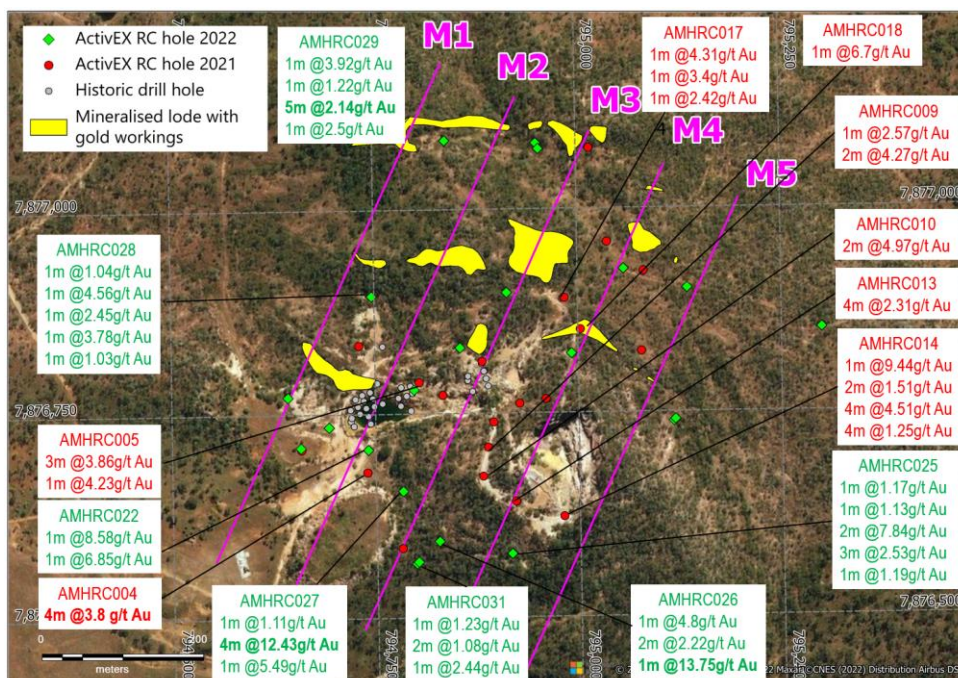 ActivEX RC hole 2022
ActivEX RC hole 2021
Historic drill hole
Mineralised lode with
gold workings
AMHRC029
1m @3.92g/t Au
1m @1.22g/t Au
5m @2.14g/t Au
1m @2.5g/t Au
M1
M2
M3
M4
M5
AMHRC017
1m @4.31g/t Au
1m @3.4g/t Au
1m @2.42g/t Au
795,000
795,250
AMHRC018
1m @6.7g/t Au
AMHRC009
1m @2.57g/t Au
2m @4.27g/t Au
7,877,000
7,877,000
AMHRC010
2m @4.97g/t Au
AMHRC013
4m @2.31g/t Au
AMHRC028
1m @1.04g/t Au
1m @4.56g/t Au
1m @2.45g/t Au
1m @3.78g/t Au
1m @1.03g/t Au
AMHRC014
1m @9.44g/t Au
2m @1.51g/t Au
4m @4.51g/t Au
4m @1.25g/t Au
7,876,750
AMHRC005
3m @3.86g/t Au
1m @4.23g/t Au
AMHRC025
1m @1.17g/t Au
1m @1.13g/t Au
2m @7.84g/t Au
3m @2.53g/t Au
1m @1.19g/t Au
AMHRC022
1m @8.58g/t Au
1m @6.85g/t Au
AMHRC004
4m @3.8 g/t Au
AMHRC027
1m @1.11g/t Au
4m @12.43g/t Au
1m @5.49g/t Au
AMHRC031
1m @1.23g/t Au
2m @1.08g/t Au
1m @2.44g/t Au
AMHRC026
1m @4.8g/t Au
2m @2.22g/t Au
1m @13.75g/t Au
7,876,500
794,500
794,750
795,000
795,250
meters
CNES (2022) Distribution Airbus DS